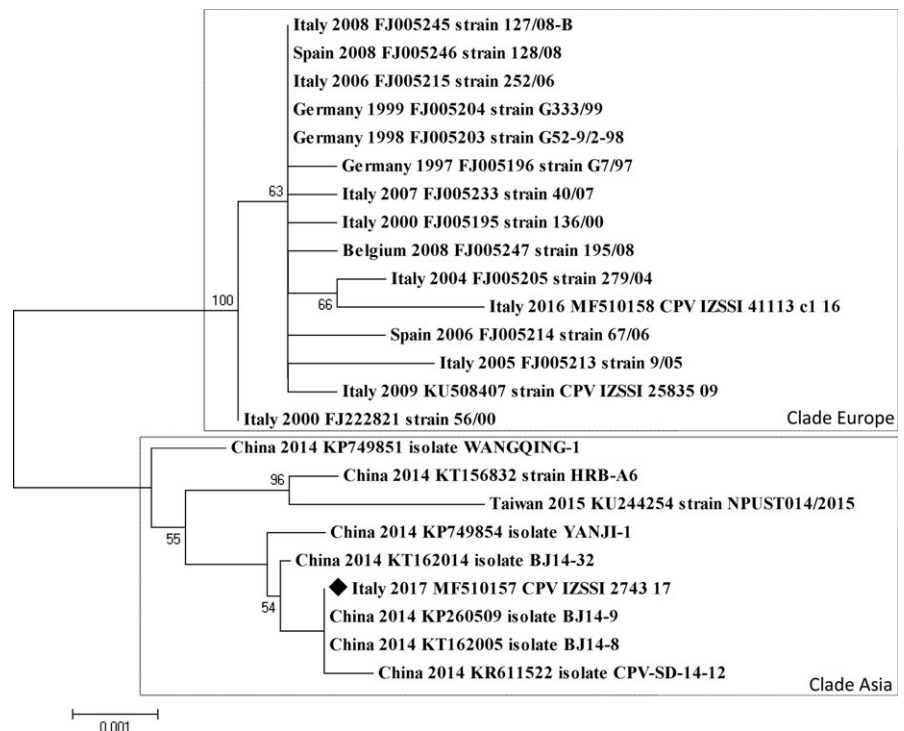 Italy 2008 FJ005245 strain 127/08-B
Spain 2008 FJ005246 strain 128/08
Italy 2006 FJ005215 strain 252/06
Germany 1999 FJ005204 strain G333/99
Germany 1998 FJ005203 strain G52-9/2-98
Germany 1997 FJ005196 strain G7/97
63
Italy 2007 FJ005233 strain 40/07
Italy 2000 FJ005195 strain 136/00
Belgium 2008 FJ005247 strain 195/08
Italy 2004 FJ005205 strain 279/04
100
66
Italy 2016 MF510158 CPV IZSSI 41113 c1 16
Spain 2006 FJ005214 strain 67/06
Italy 2005 FJ005213 strain 9/05
Italy 2009 KU508407 strain CPV IZSSI 25835 09
Italy 2000 FJ222821 strain 56/00
Clade Europe
China 2014 KP749851 isolate WANGQING-1
96
China 2014 KT156832 strain HRB-A6
Taiwan 2015 KU244254 strain NPUST014/2015
55
China 2014 KP749854 isolate YANJI-1
China 2014 KT162014 isolate BJ14-32
Italy 2017 MF510157 CPV IZSSI 2743 17
54
China 2014 KP260509 isolate BJ14-9
China 2014 KT162005 isolate BJ14-8
China 2014 KR611522 isolate CPV-SD-14-12
Clade Asia
0.001